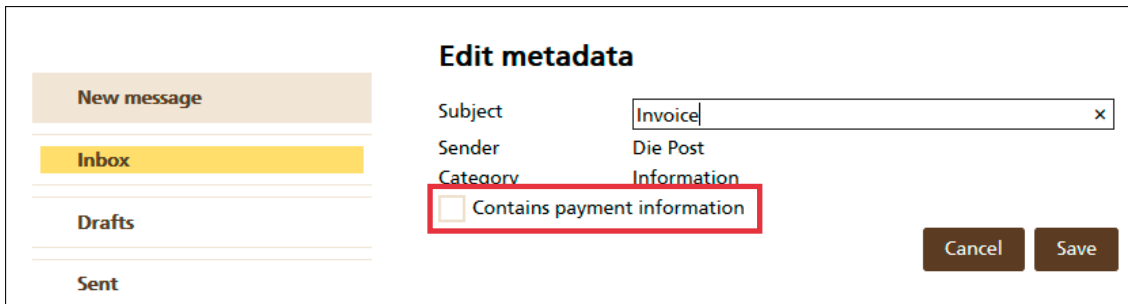 New message
Inbox
Drafts
Sent
Edit metadata
Subject Invoice ×
Sender Die Post
Category Information
Contains payment information
Cancel Save